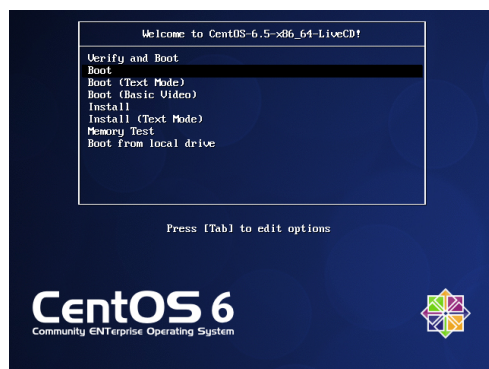 Welcome to CentOS-6.5-x86_64-LiveCD!
Verify and Boot
Boot
Boot (Text Mode)
Boot (Basic Video)
Install
Install (Text Mode)
Memory Test
Boot from local drive
Press [Tab] to edit options
CentOS 6
Community ENTerprise Operating System